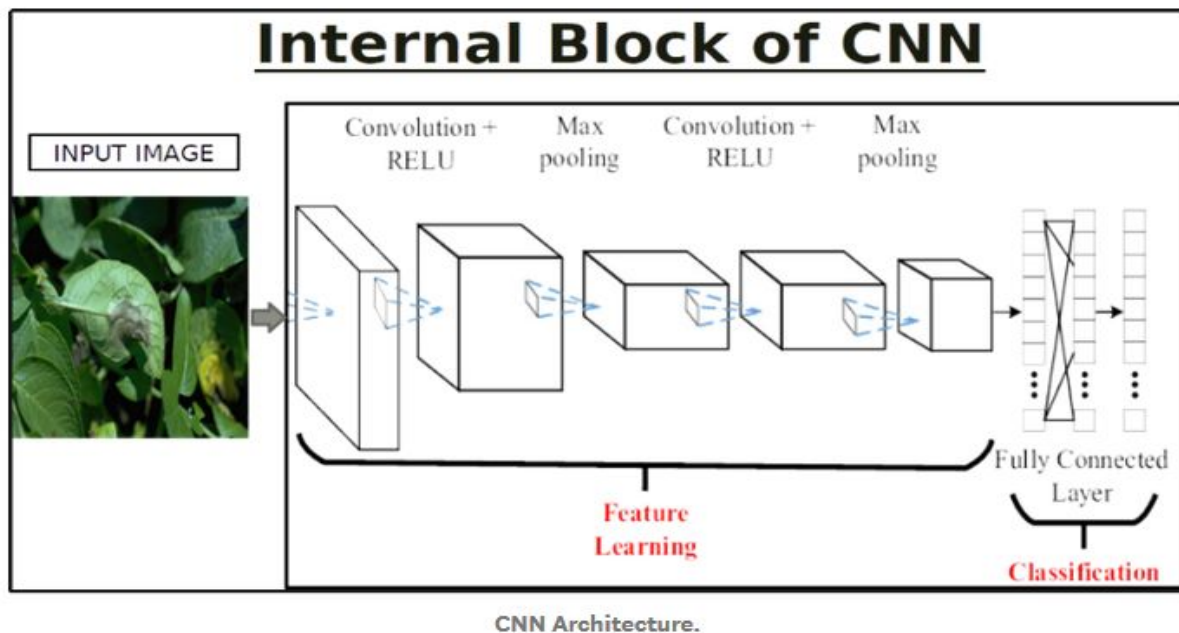 Internal Block of CNN
INPUT IMAGE
Convolution +
RELU
Max
pooling
Convolution +
RELU
Max
pooling
Fully Connected
Layer
Feature
Learning
Classification
CNN Architecture.